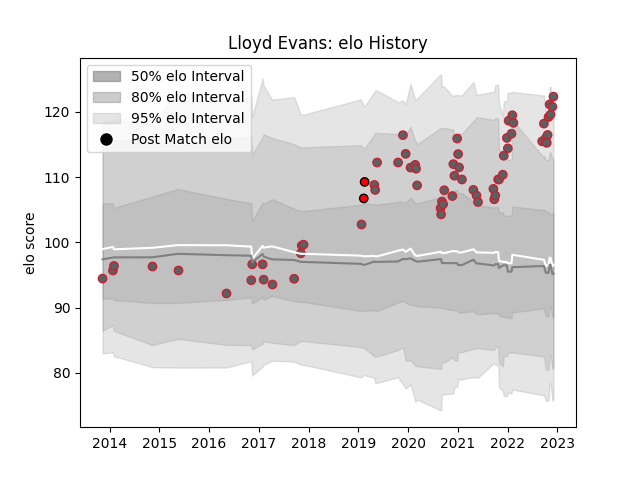 Lloyd Evans: elo History
50% elo Interval
80% elo Interval
95% elo Interval
Post Match elo
elo score
120
110
100
90
80
2014 2015 2016 2017 2018 2019 2020 2021 2022 2023